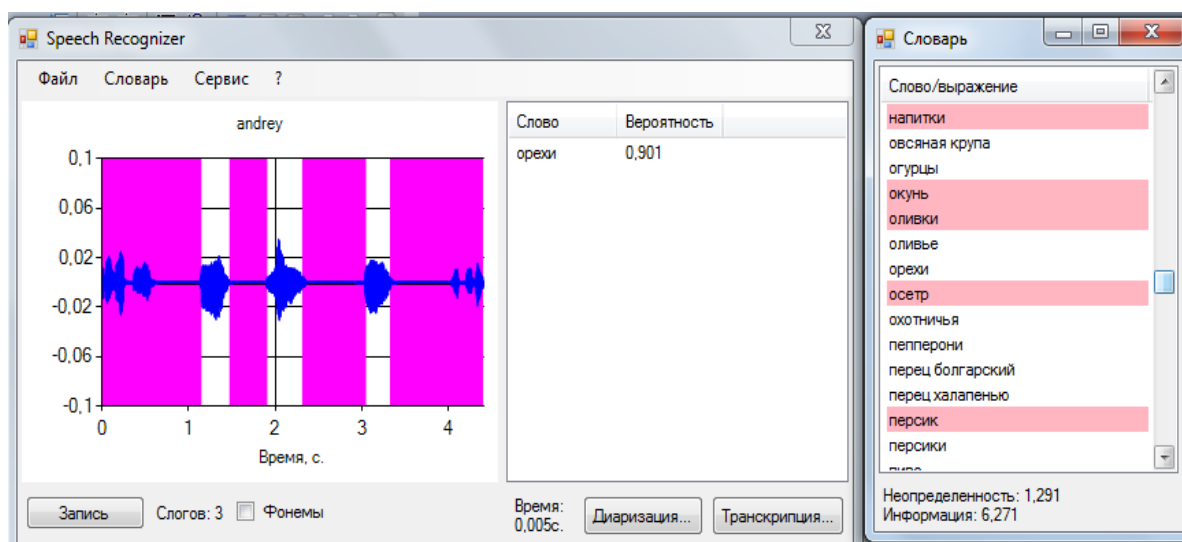 Speech Recognizer
Файл Словарь Сервис ?
andrey
0,1
0,06
0,02
-0,02
-0,06
-0,1
0 1 2 3 4
Время, с.
Слово Вероятность
орехи 0,901
Запись Слогов: 3 Фонемы
Время:
0,005с.
Диаризация... Транскрипция...
Словарь
Слово/выражение
напитки
овсяная крупа
огурцы
окунь
оливки
оливье
орехи
осетр
охотничья
пепперони
перец болгарский
перец халапенью
персик
персики
Неопределенность: 1,291
Информация: 6,271